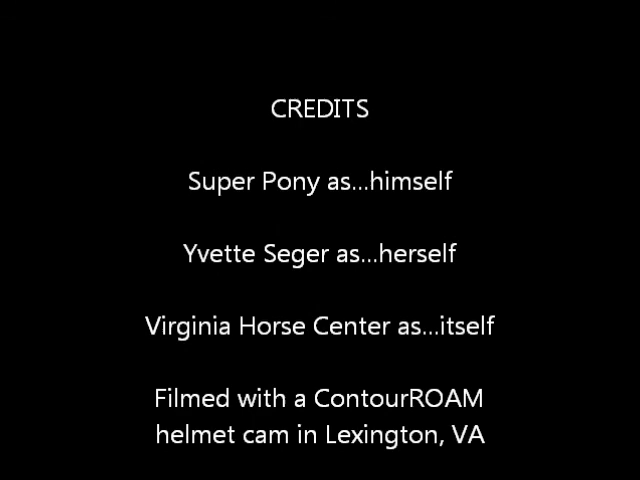 CREDITS
Super Pony as...himself
Yvette Seger as...herself
Virginia Horse Center as...itself
Filmed with a ContourROAM
helmet cam in Lexington, VA